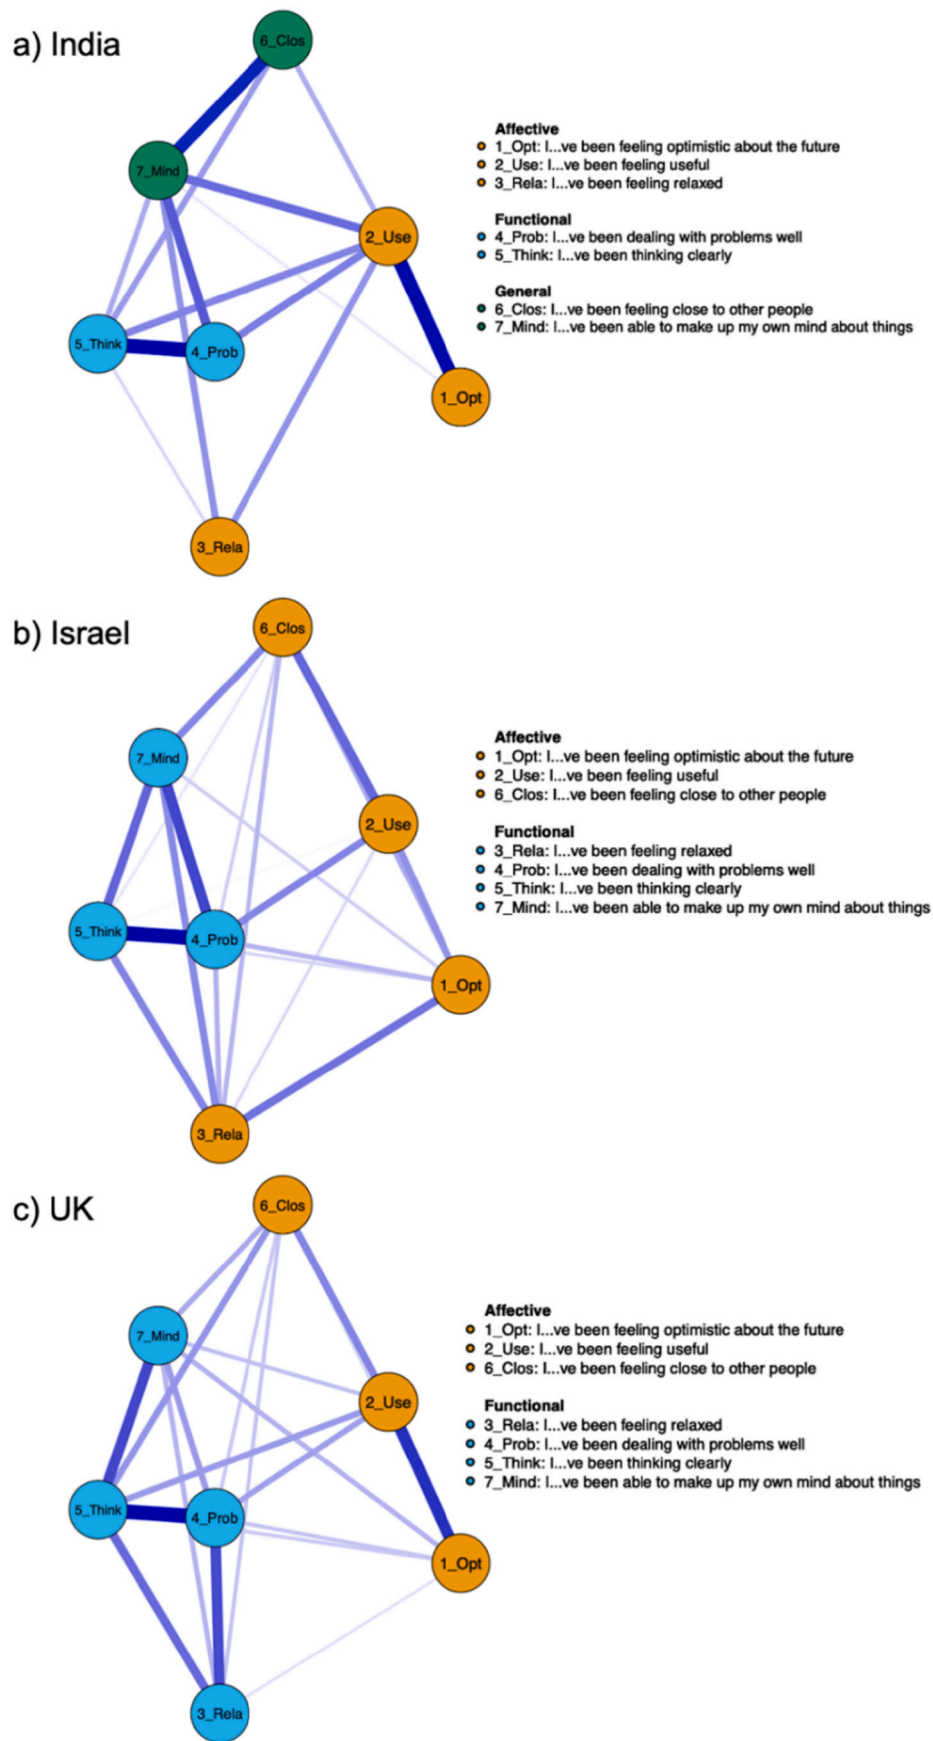 a) India
6_Clos
7_Mind
2_Use
5_Think
4_Prob
1_Opt
3_Rela
Affective
1_Opt: I...ve been feeling optimistic about the future
2_Use: I...ve been feeling useful
3_Rela: I...ve been feeling relaxed
Functional
4_Prob: I...ve been dealing with problems well
5_Think: I...ve been thinking clearly
General
6_Clos: I...ve been feeling close to other people
7_Mind: I...ve been able to make up my own mind about things
b) Israel
6_Clos
7_Mind
2_Use
5_Think
4_Prob
1_Opt
3_Rela
Affective
1_Opt: I...ve been feeling optimistic about the future
2_Use: I...ve been feeling useful
6_Clos: I...ve been feeling close to other people
Functional
3_Rela: I...ve been feeling relaxed
4_Prob: I...ve been dealing with problems well
5_Think: I...ve been thinking clearly
7_Mind: I...ve been able to make up my own mind about things
c) UK
6_Clos
7_Mind
2_Use
5_Think
4_Prob
1_Opt
3_Rela
Affective
1_Opt: I...ve been feeling optimistic about the future
2_Use: I...ve been feeling useful
6_Clos: I...ve been feeling close to other people
Functional
3_Rela: I...ve been feeling relaxed
4_Prob: I...ve been dealing with problems well
5_Think: I...ve been thinking clearly
7_Mind: I...ve been able to make up my own mind about things